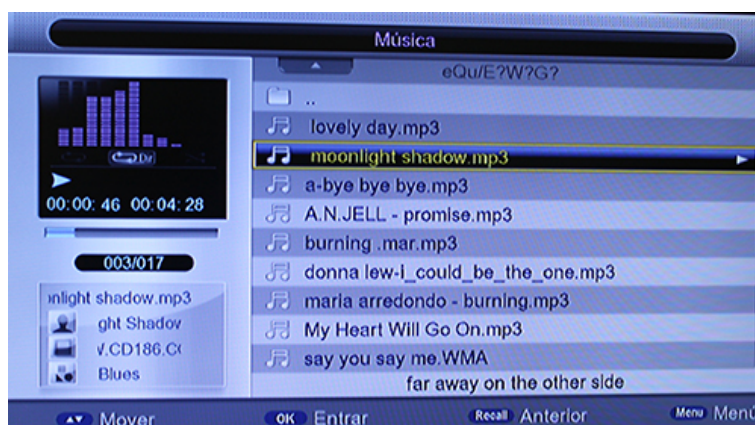 Música
eQu/E?W?G?
..
lovely day.mp3
moonlight shadow.mp3
a-bye bye bye.mp3
A.N.JELL - promise.mp3
burning .mar.mp3
donna lew-i_could_be_the_one.mp3
maria arredondo - burning.mp3
My Heart Will Go On.mp3
say you say me.WMA
far away on the other side
Dir
00:00:46 00:04:28
003/017
nlight shadow.mp3
ght Shadov
V.CD186.C
Blues
Mover
OK Entrar
Recall Anterior
Menu Menú